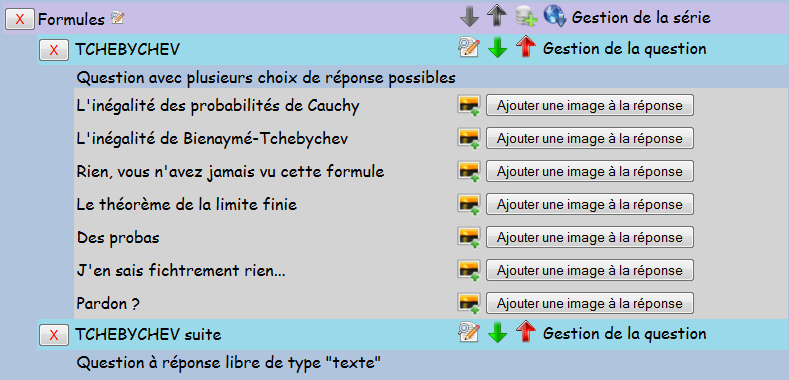 X Formules Gestion de la série
X TCHEBYCHEV Gestion de la question
Question avec plusieurs choix de réponse possibles
L'inégalité des probabilités de Cauchy Ajouter une image à la réponse
L'inégalité de Bienaymé-Tchebychev Ajouter une image à la réponse
Rien, vous n'avez jamais vu cette formule Ajouter une image à la réponse
Le théorème de la limite finie Ajouter une image à la réponse
Des probas Ajouter une image à la réponse
J'en sais fichtrement rien... Ajouter une image à la réponse
Pardon ? Ajouter une image à la réponse
X TCHEBYCHEV suite Gestion de la question
Question à réponse libre de type "texte"